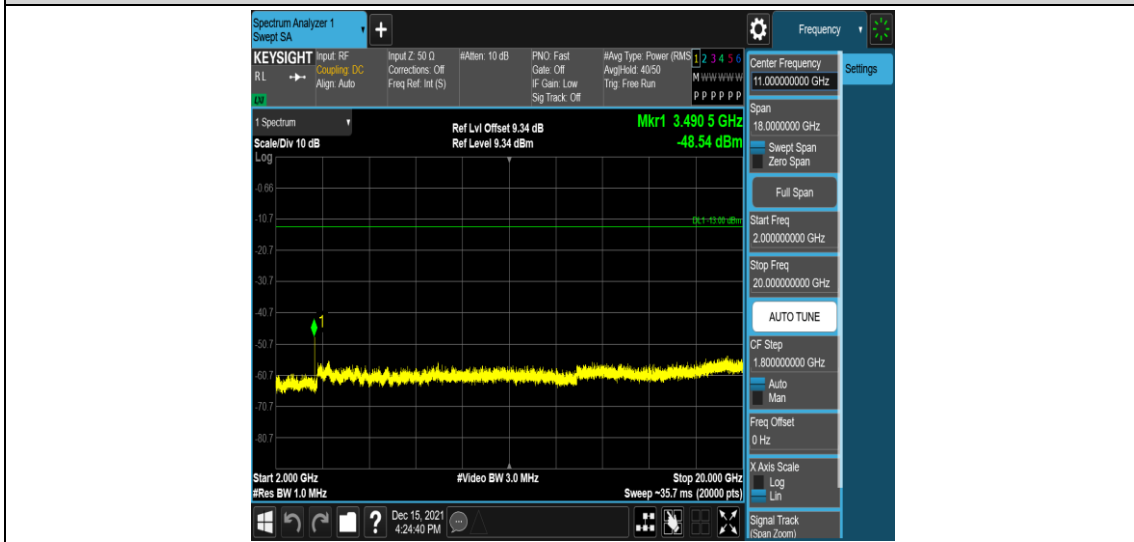 Spectrum Analyzer 1
Swept SA
Frequency
KEYSIGHT
RL
LXI
Input: RF
Coupling: DC
Align: Auto
Input Z: 50 Ω
Corrections: Off
Freq Ref: Int (S)
#Atten: 10 dB
PNO: Fast
Gate: Off
IF Gain: Low
Sig Track: Off
#Avg Type: Power (RMS
Avg|Hold: 40/50
Trig: Free Run
1 2 3 4 5 6
M W W W W W
P P P P P P
Center Frequency
11.000000000 GHz
Settings
Span
18.0000000 GHz
Swept Span
Zero Span
Full Span
Start Freq
2.000000000 GHz
Stop Freq
20.000000000 GHz
AUTO TUNE
CF Step
1.800000000 GHz
Auto
Man
Freq Offset
0 Hz
X Axis Scale
Log
Lin
Signal Track
(Span Zoom)
1 Spectrum
Scale/Div 10 dB
Log
Ref Lvl Offset 9.34 dB
Ref Level 9.34 dBm
Mkr1 3.490 5 GHz
-48.54 dBm
-0.66
-10.7
DL1 -13.00 dBm
-20.7
-30.7
-40.7
1
-50.7
-60.7
-70.7
-80.7
Start 2.000 GHz
#Res BW 1.0 MHz
#Video BW 3.0 MHz
Stop 20.000 GHz
Sweep ~35.7 ms (20000 pts)
Dec 15, 2021
4:24:40 PM